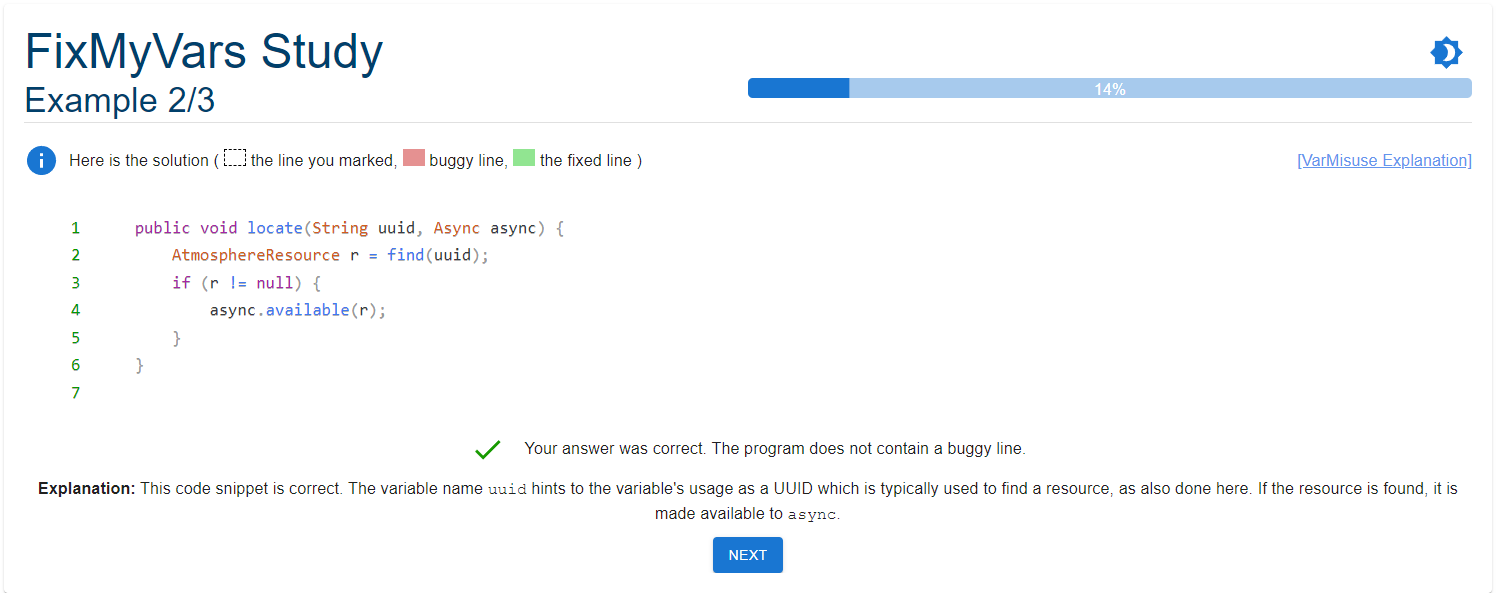 FixMyVars Study
Example 2/3
14%
Here is the solution ( the line you marked, buggy line, the fixed line )
[VarMisuse Explanation]
1 public void locate(String uuid, Async async) {
2 AtmosphereResource r = find(uuid);
3 if (r != null) {
4 async.available(r);
5 }
6 }
7
Your answer was correct. The program does not contain a buggy line.
Explanation: This code snippet is correct. The variable name uuid hints to the variable's usage as a UUID which is typically used to find a resource, as also done here. If the resource is found, it is
made available to async.
NEXT